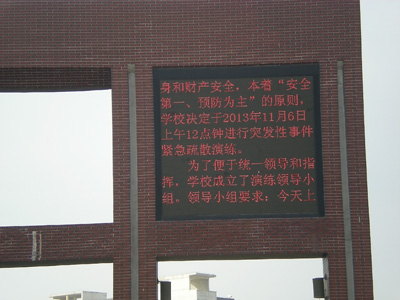 身和财产安全，本着“安全
第一、预防为主”的原则，
学校决定于2013年11月6日
上午12点钟进行突发性事件
紧急疏散演练。
为了便于统一领导和指
挥，学校成立了演练领导小
组。领导小组要求：今天上